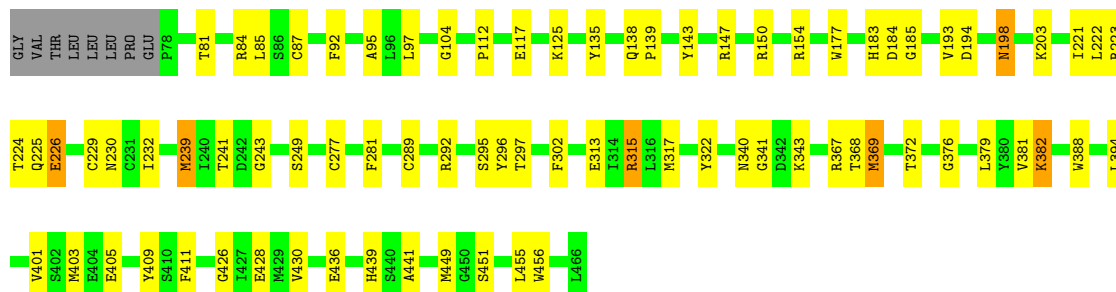 GLY VAL THR LEU LEU LEU PRO GLU P78 T81 R84 L85 S86 C87 F92 A95 L96 L97 G104 P112 E117 K125 Y135 Q138 P139 Y143 R147 R150 R154 W177 H183 D184 G185 V193 D194 N198 K203 I221 L222
T224 Q225 E226 C229 N230 C231 I232 M239 I240 T241 D242 G243 S249 C277 F281 C289 R292 S295 Y296 T297 F302 E313 I314 R315 L316 M317 Y322 N340 G341 D342 K343 R367 T368 M369 T372 G376 L379 Y380 V381 K382 W388
V401 S402 M403 E404 E405 Y409 S410 F411 G426 I427 E428 M429 V430 E436 H439 S440 A441 M449 G450 S451 L455 W456 L466